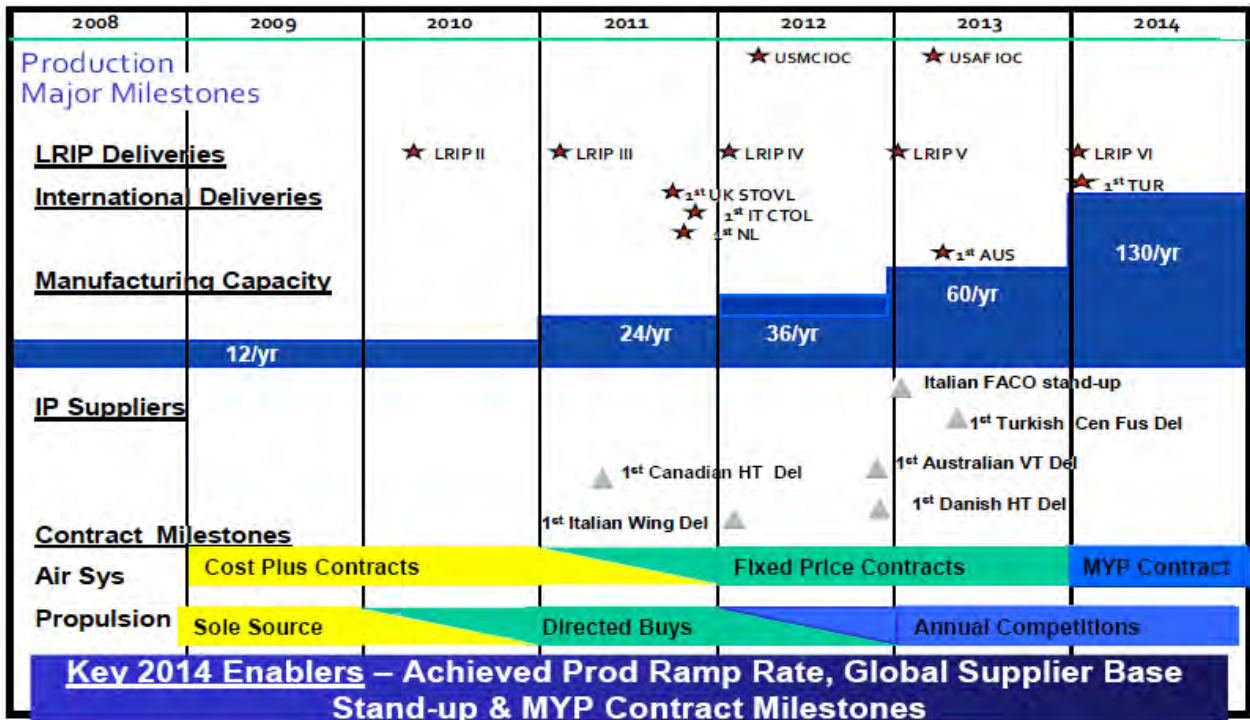 2008 2009 2010 2011 2012 2013 2014
Production
Major Milestones
USMC IOC
USAF IOC
LRIP Deliveries
LRIP II
LRIP III
LRIP IV
LRIP V
LRIP VI
International Deliveries
1st TUR
1st UK STOVL
1st IT CTOL
1st NL
1st AUS
Manufacturing Capacity
12/yr
24/yr
36/yr
60/yr
130/yr
IP Suppliers
Italian FACO stand-up
1st Turkish Cen Fus Del
1st Canadian HT Del
1st Australian VT Del
1st Danish HT Del
1st Italian Wing Del
Contract Milestones
Air Sys
Cost Plus Contracts
Fixed Price Contracts
MYP Contract
Propulsion
Sole Source
Directed Buys
Annual Competitions
Key 2014 Enablers – Achieved Prod Ramp Rate, Global Supplier Base
Stand-up & MYP Contract Milestones